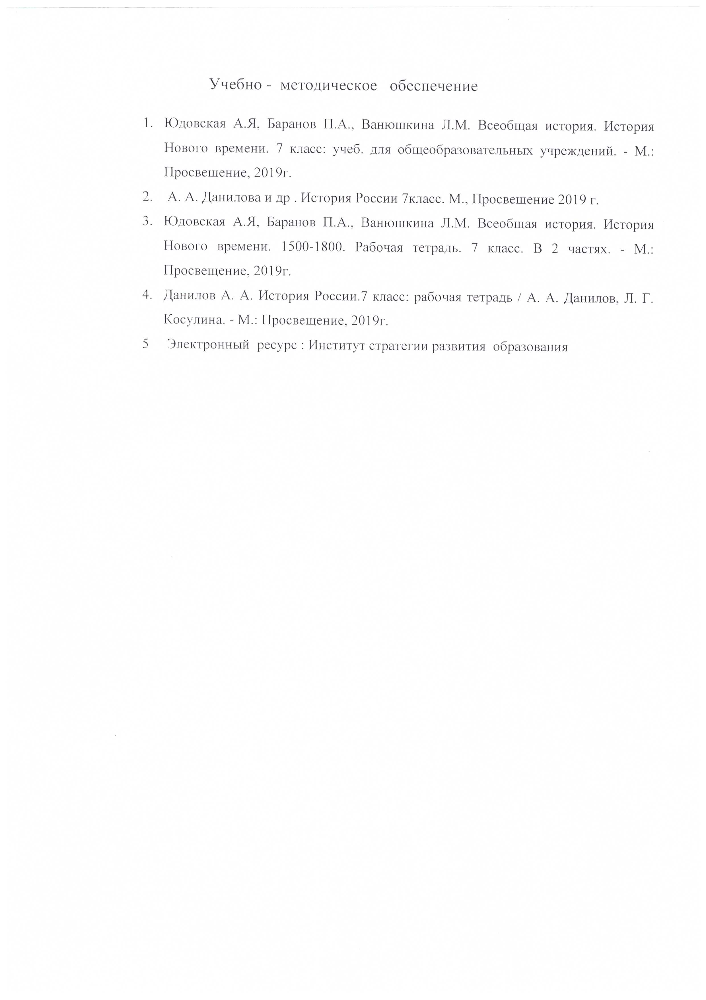 Учебно - методическое обеспечение
1. Юдовская А.Я, Баранов П.А., Ванюшкина Л.М. Всеобщая история. История
Нового времени. 7 класс: учеб. для общеобразовательных учреждений. - М.:
Просвещение, 2019г.
2. А. А. Данилова и др . История России 7класс. М., Просвещение 2019 г.
3. Юдовская А.Я, Баранов П.А., Ванюшкина Л.М. Всеобщая история. История
Нового времени. 1500-1800. Рабочая тетрадь. 7 класс. В 2 частях. - М.:
Просвещение, 2019г.
4. Данилов А. А. История России.7 класс: рабочая тетрадь / А. А. Данилов, Л. Г.
Косулина. - М.: Просвещение, 2019г.
5 Электронный ресурс : Институт стратегии развития образования